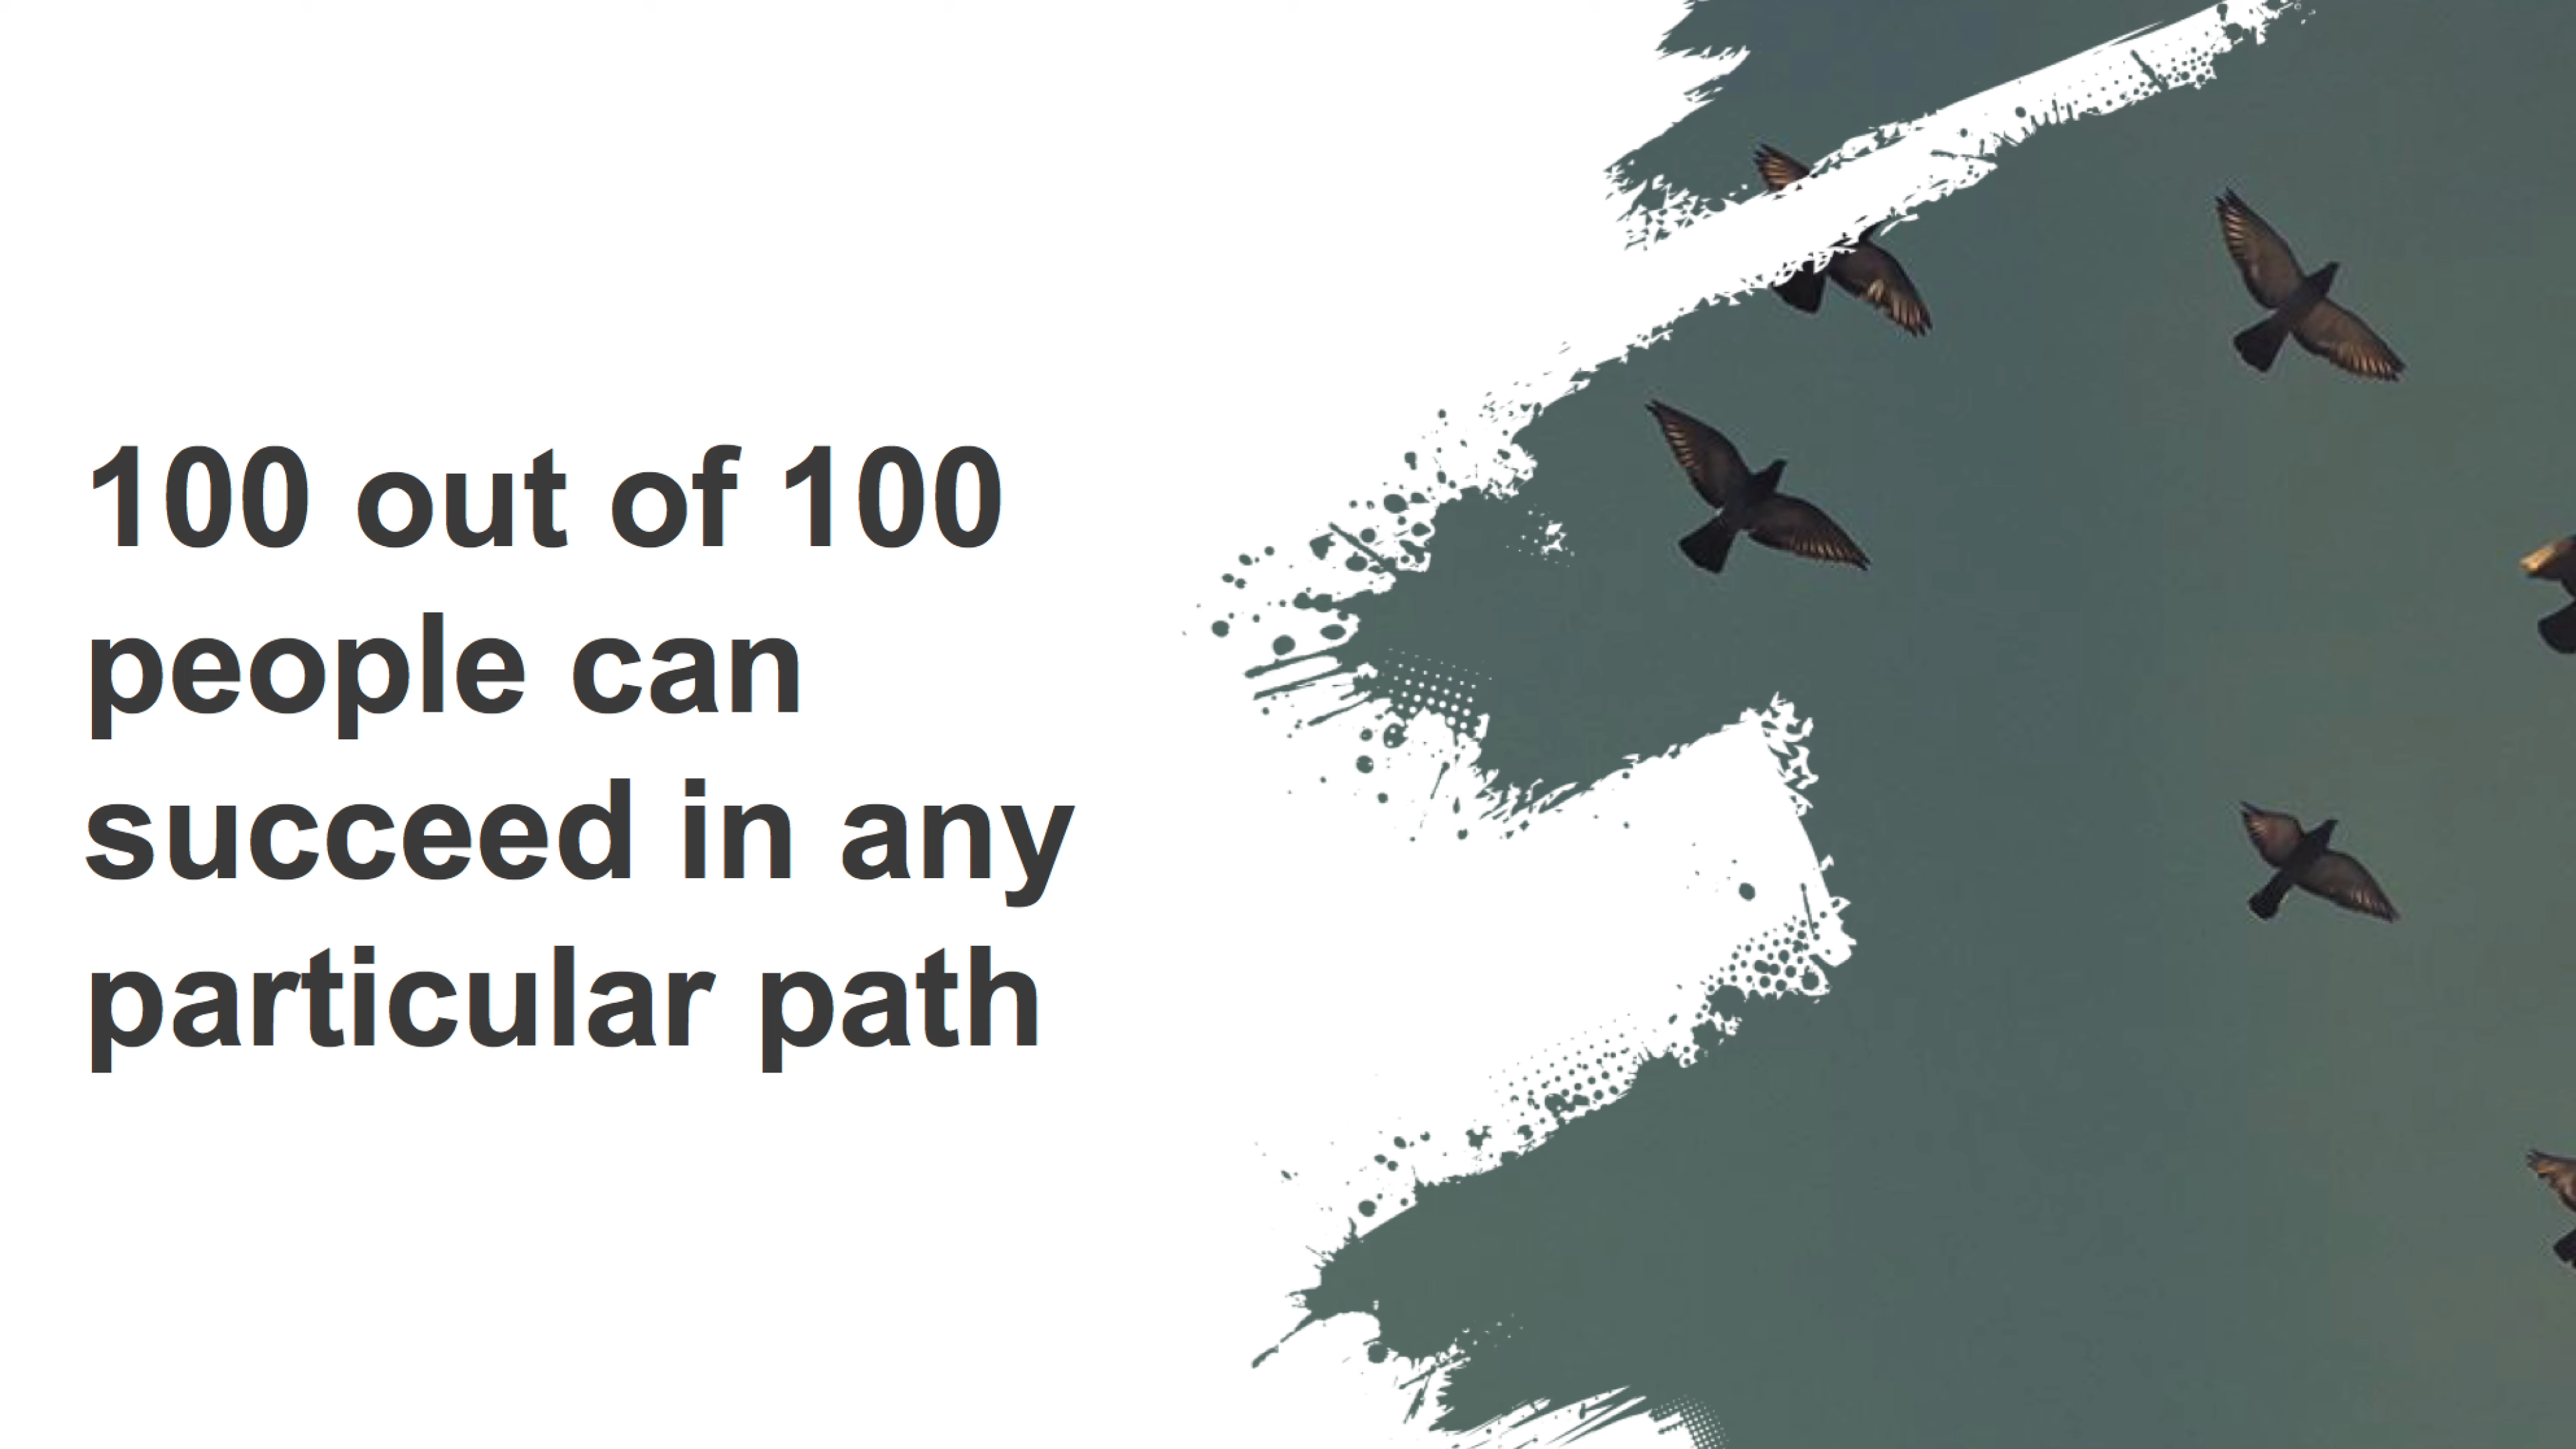 100 out of 100
people can
succeed in any
particular path